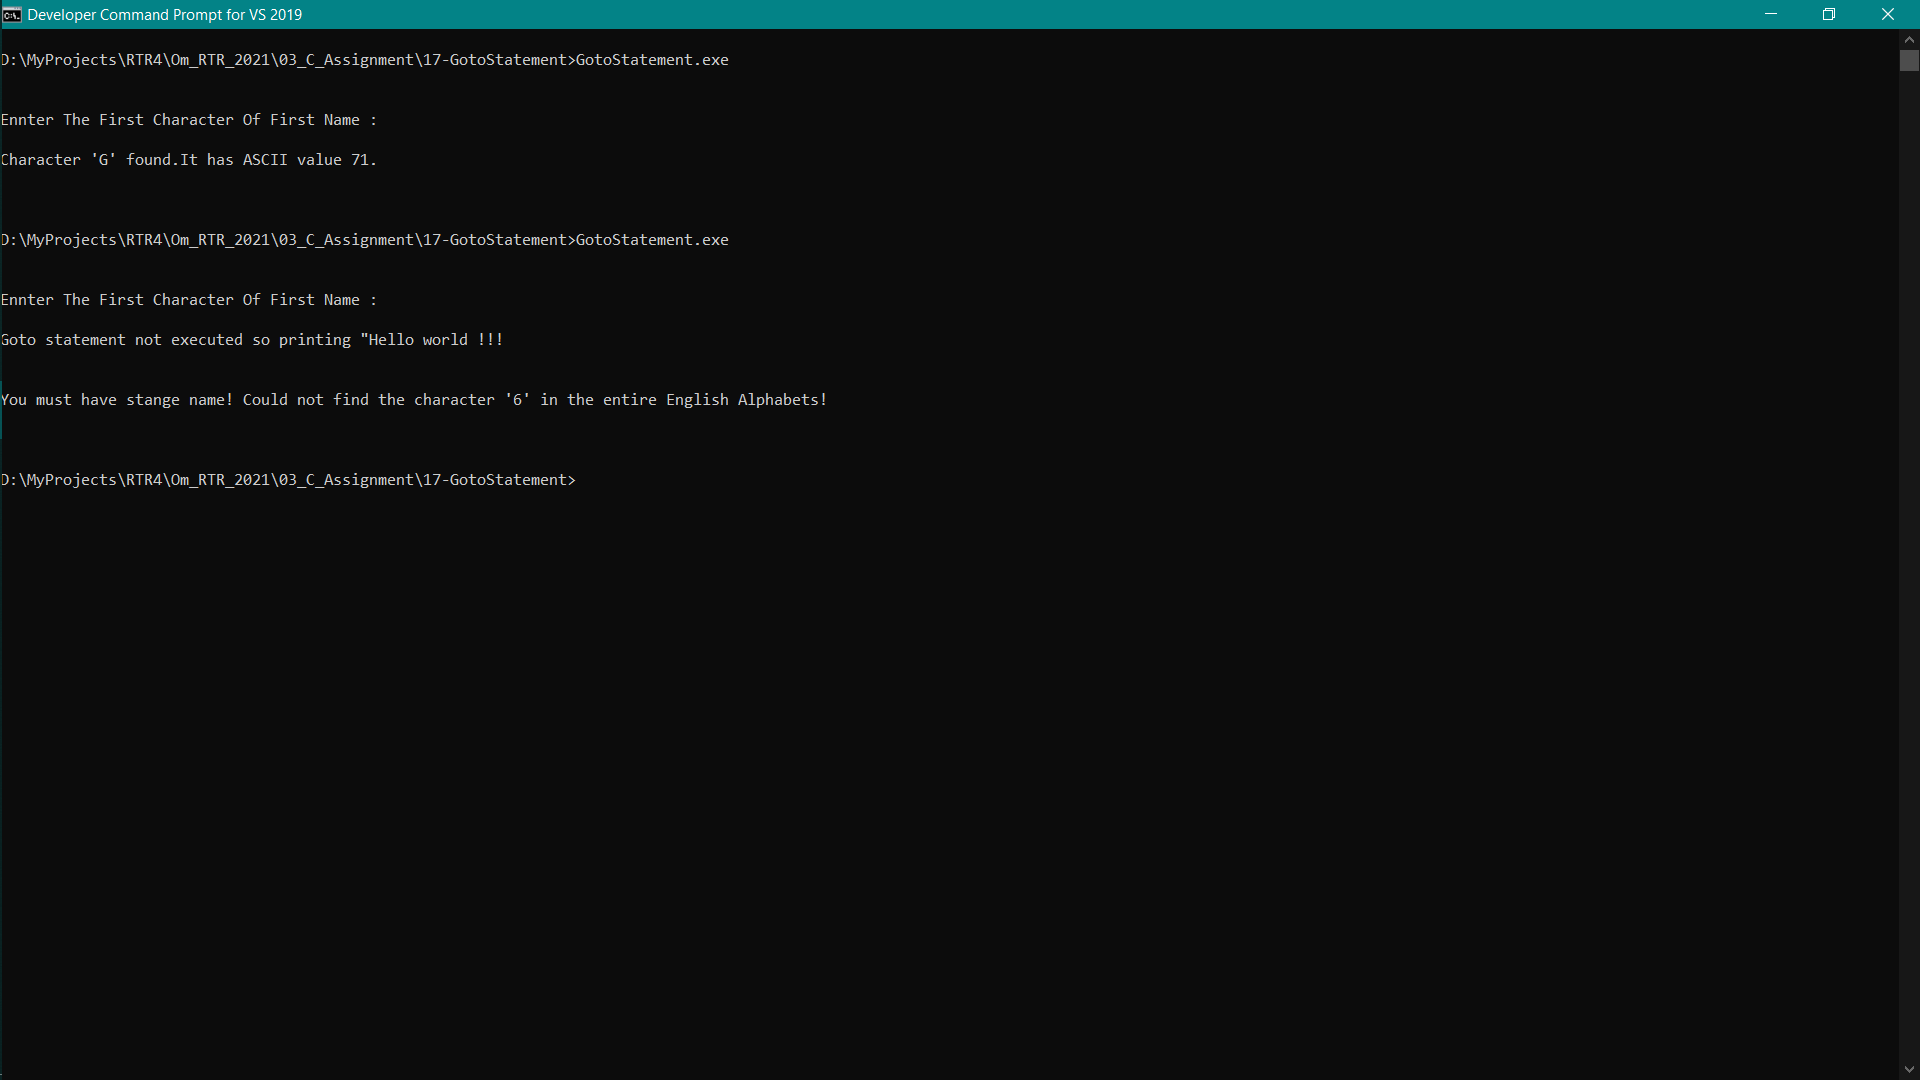 Developer Command Prompt for VS 2019
D:\MyProjects\RTR4\Om_RTR_2021\03_C_Assignment\17-GotoStatement>GotoStatement.exe
Ennter The First Character Of First Name :
Character 'G' found.It has ASCII value 71.
D:\MyProjects\RTR4\Om_RTR_2021\03_C_Assignment\17-GotoStatement>GotoStatement.exe
Ennter The First Character Of First Name :
Goto statement not executed so printing "Hello world !!!
You must have stange name! Could not find the character '6' in the entire English Alphabets!
D:\MyProjects\RTR4\Om_RTR_2021\03_C_Assignment\17-GotoStatement>